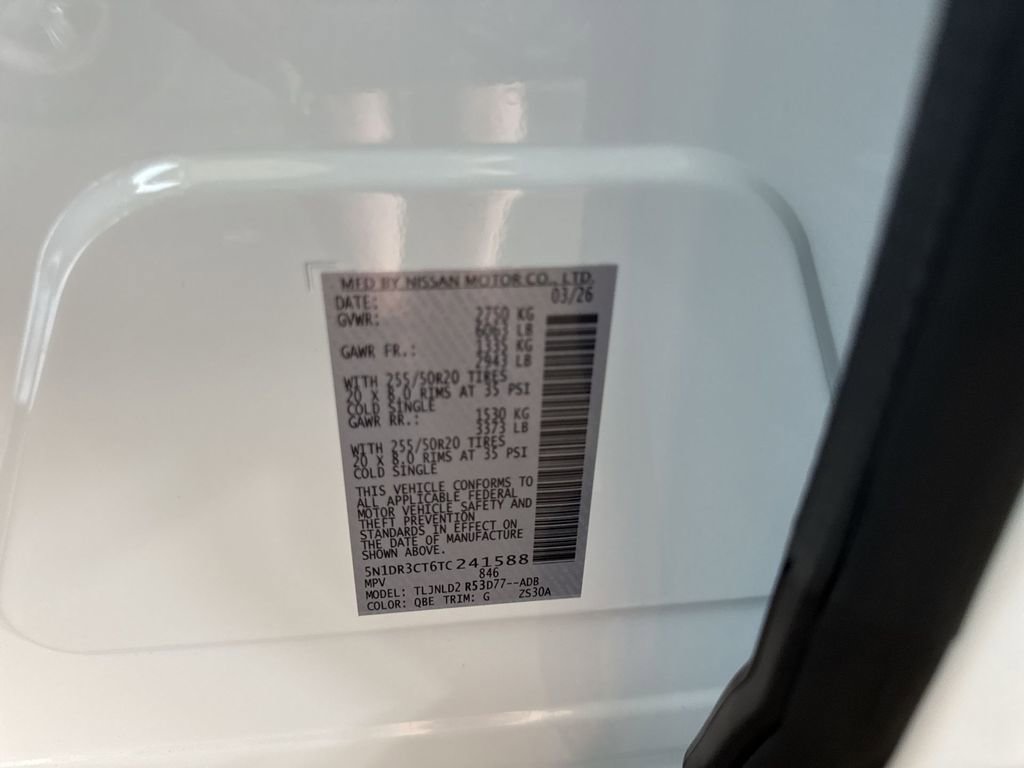 MFD BY NISSAN MOTOR CO., LTD.
DATE: 03/26
GVWR: 2750 KG
6063 LB
GAWR FR.: 1335 KG
2943 LB
WITH 255/50R20 TIRES
20 X 8.0 RIMS AT 35 PSI
COLD SINGLE
GAWR RR.: 1530 KG
3373 LB
WITH 255/50R20 TIRES
20 X 8.0 RIMS AT 35 PSI
COLD SINGLE
THIS VEHICLE CONFORMS TO
ALL APPLICABLE FEDERAL
MOTOR VEHICLE SAFETY AND
THEFT PREVENTION
STANDARDS IN EFFECT ON
THE DATE OF MANUFACTURE
SHOWN ABOVE.
5N1DR3CT6TC241588
MPV 846
MODEL: TLJNLD2 R53D77--ADB
COLOR: QBE TRIM: G ZS30A